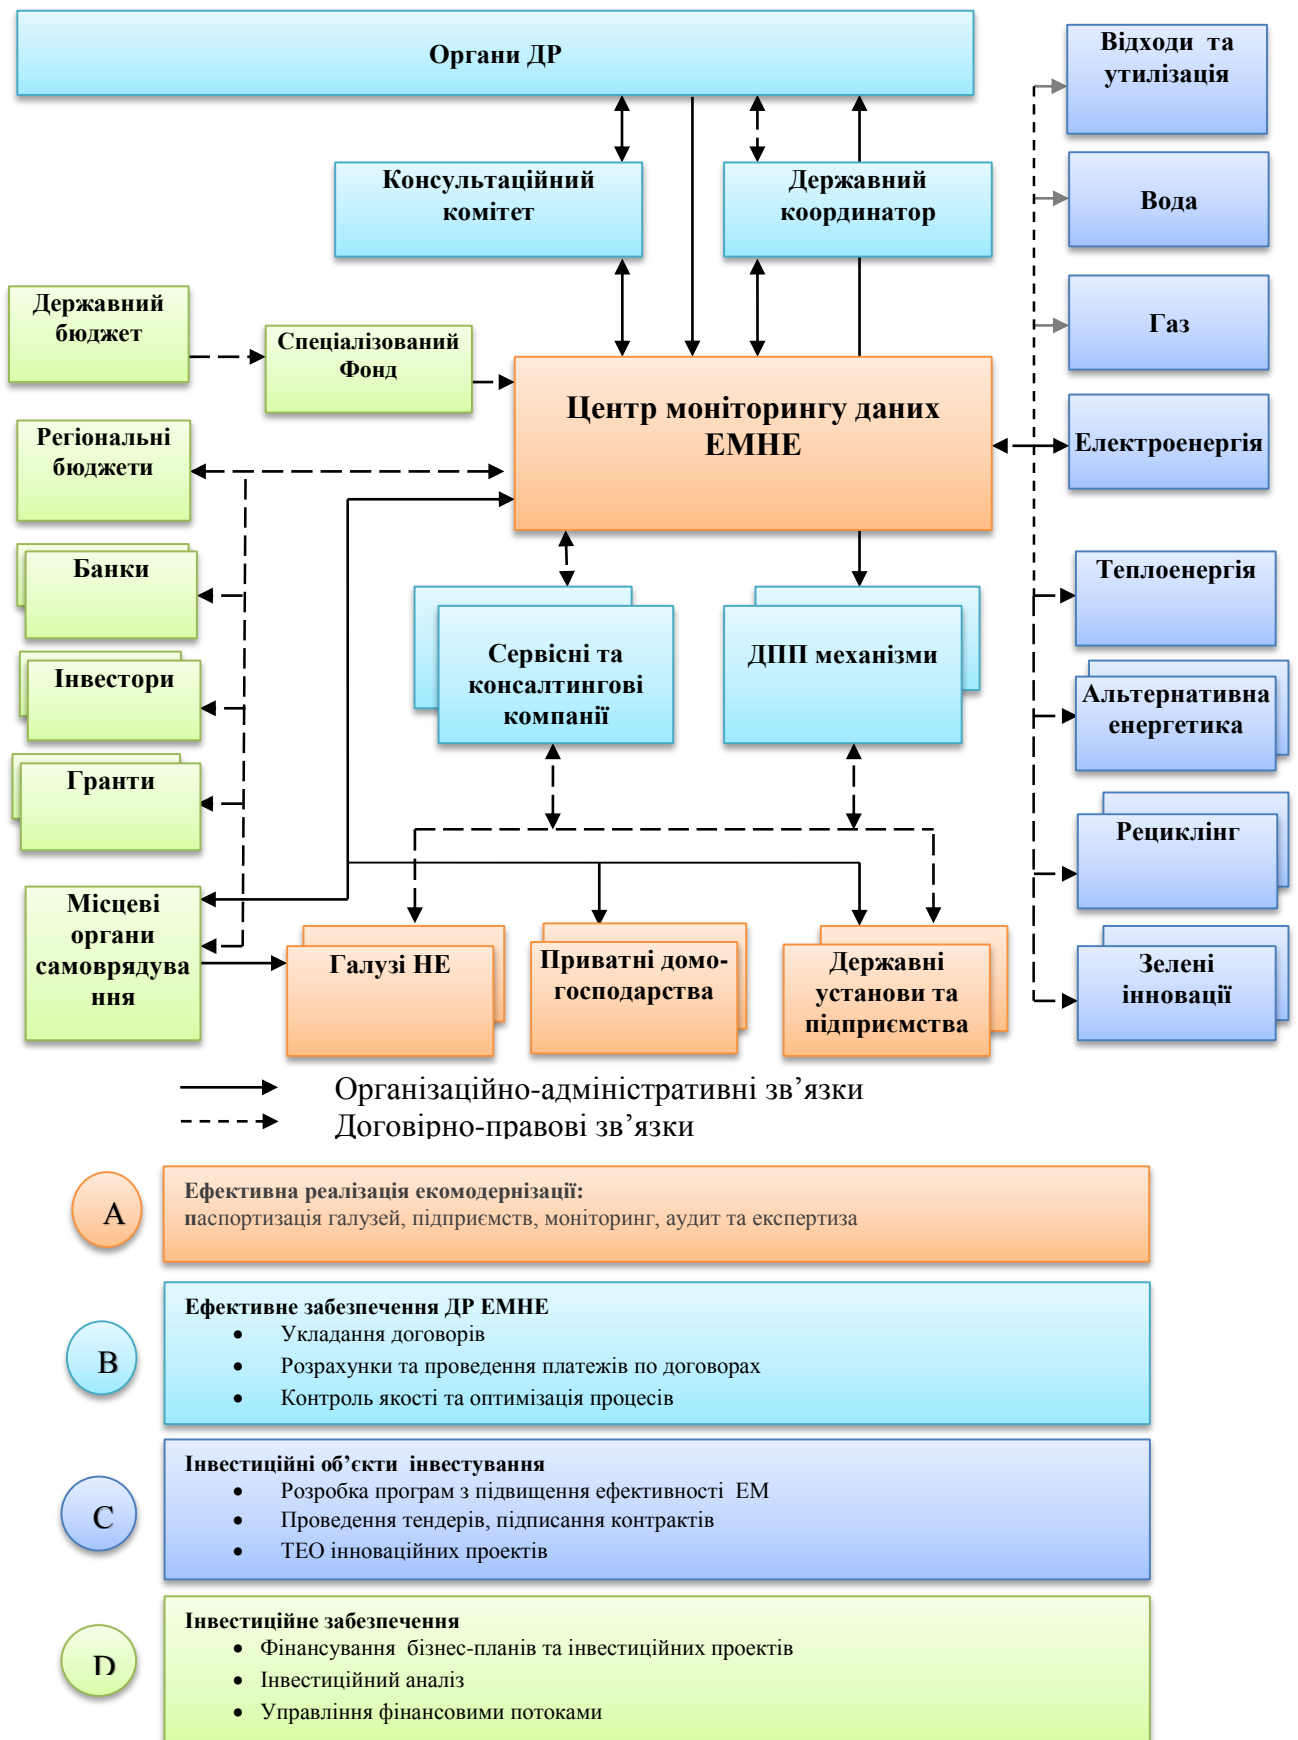 Органи ДР
Відходи та
утилізація
Консультаційний
комітет
Державний
координатор
Вода
Державний
бюджет
Спеціалізований
Фонд
Газ
Центр моніторингу даних
ЕМНЕ
Регіональні
бюджети
Електроенергія
Банки
Теплоенергія
Сервісні та
консалтингові
компанії
ДПП механізми
Інвестори
Альтернативна
енергетика
Гранти
Рециклінг
Місцеві
органи
самоврядува
ння
Галузі НЕ
Приватні домо-
господарства
Державні
установи та
підприємства
Зелені
інновації
Організаційно-адміністративні зв’язки
Договірно-правові зв’язки
A
Ефективна реалізація екомодернізації:
паспортизація галузей, підприємств, моніторинг, аудит та експертиза
B
Ефективне забезпечення ДР ЕМНЕ
• Укладання договорів
• Розрахунки та проведення платежів по договорах
• Контроль якості та оптимізація процесів
C
Інвестиційні об’єкти інвестування
• Розробка програм з підвищення ефективності ЕМ
• Проведення тендерів, підписання контрактів
• ТЕО інноваційних проектів
D
Інвестиційне забезпечення
• Фінансування бізнес-планів та інвестиційних проектів
• Інвестиційний аналіз
• Управління фінансовими потоками